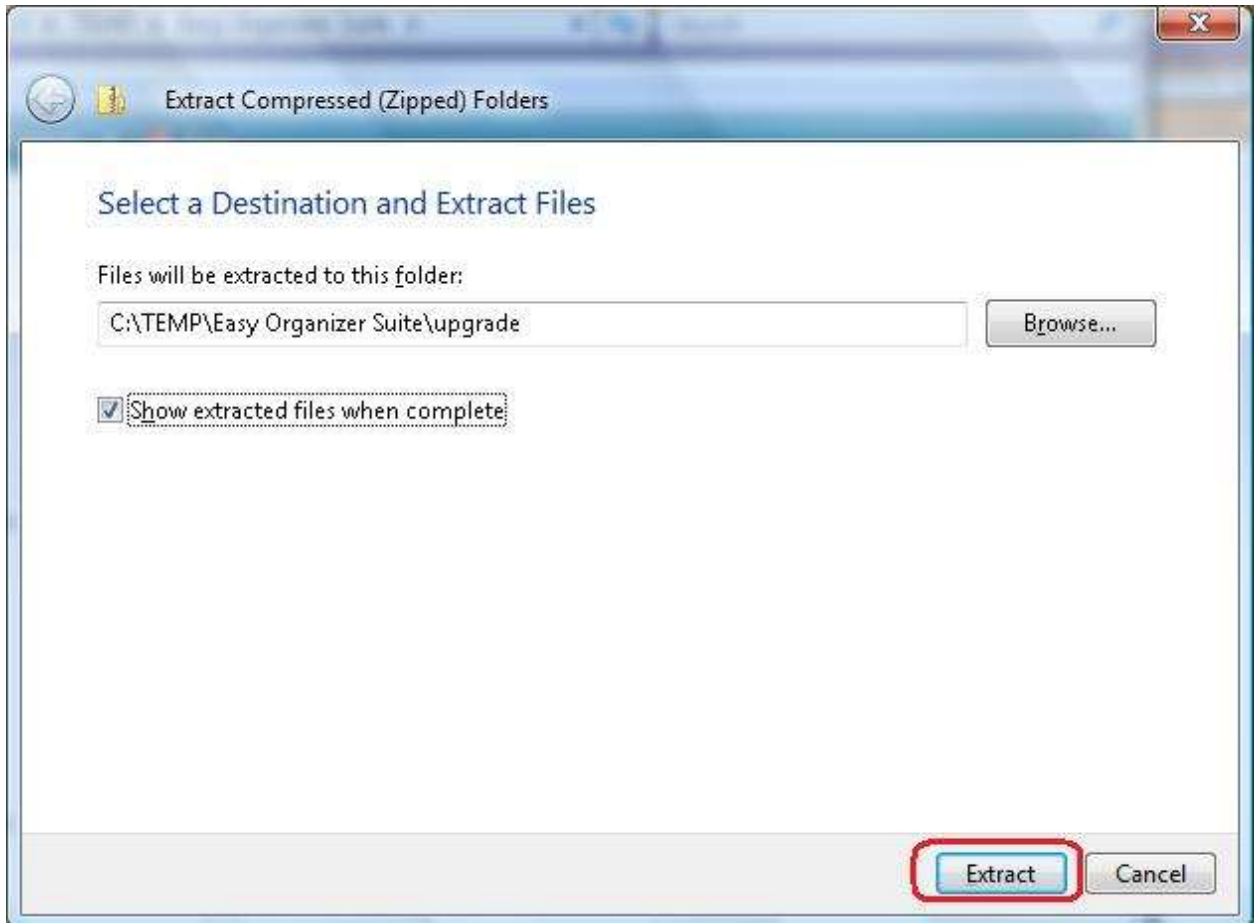 Extract Compressed (Zipped) Folders
Select a Destination and Extract Files
Files will be extracted to this folder:
C:\TEMP\Easy Organizer Suite\upgrade
Browse...
Show extracted files when complete
Extract
Cancel